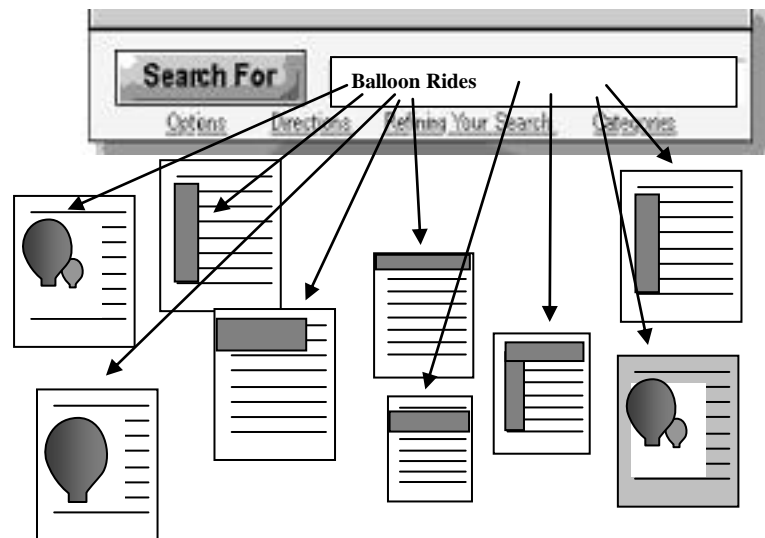 Search For
Balloon Rides
Options Directions Refining Your Search Categories